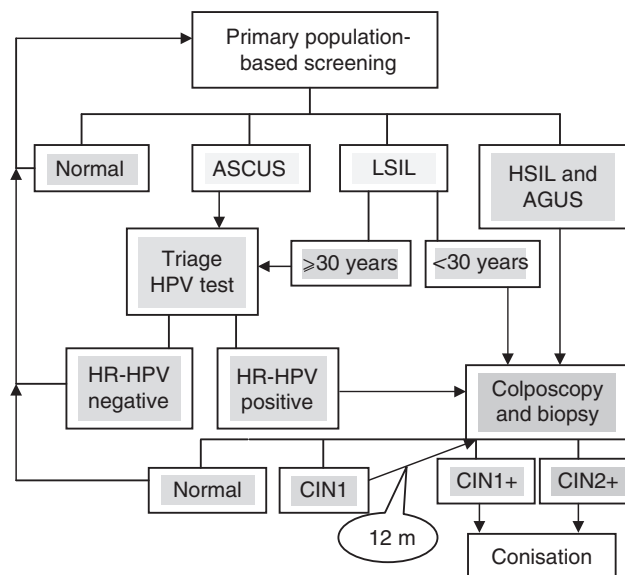 Primary population-
based screening
Normal
ASCUS
LSIL
HSIL and
AGUS
Triage
HPV test
⩾30 years
<30 years
HR-HPV
negative
HR-HPV
positive
Colposcopy
and biopsy
Normal
CIN1
CIN1+
CIN2+
12 m
Conisation